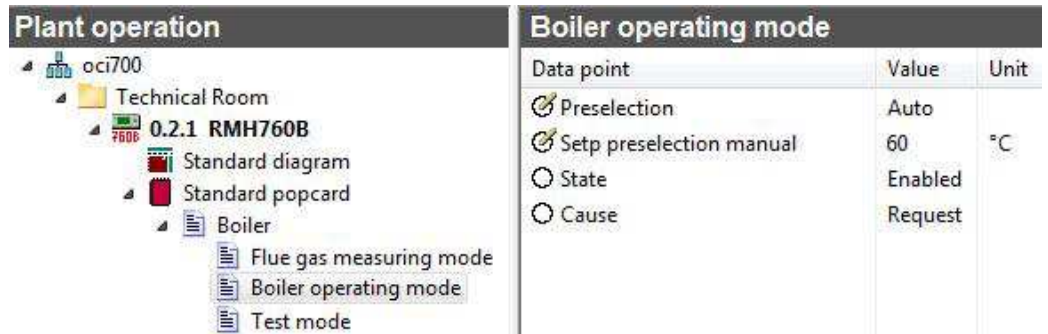 Plant operation
oci700
Technical Room
760B
0.2.1 RMH760B
Standard diagram
Standard popcard
Boiler
Flue gas measuring mode
Boiler operating mode
Test mode
Boiler operating mode
Data point Value Unit
Preselection Auto
Setp preselection manual 60 °C
State Enabled
Cause Request